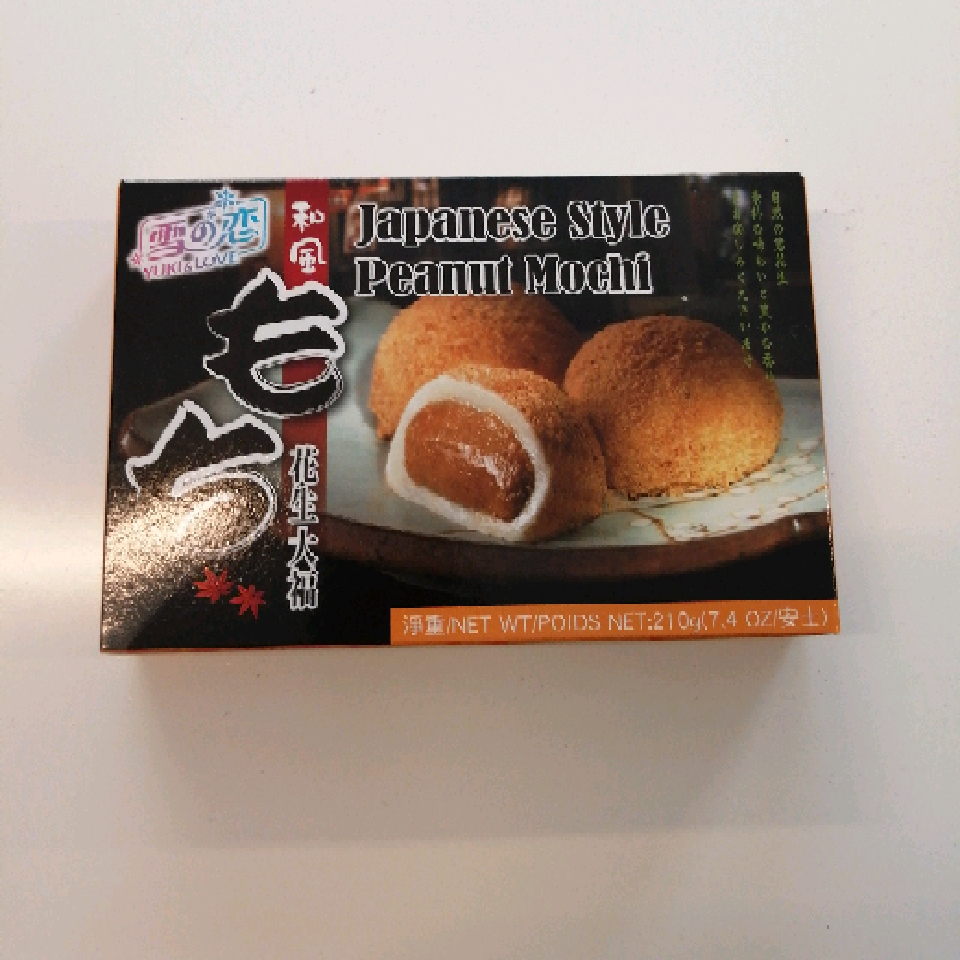 雪の恋
YUKI & LOVE
和風
もち
花生大福
Japanese Style
Peanut Mochi
淨重/NET WT/POIDS NET:210g(7.4 OZ/安士)